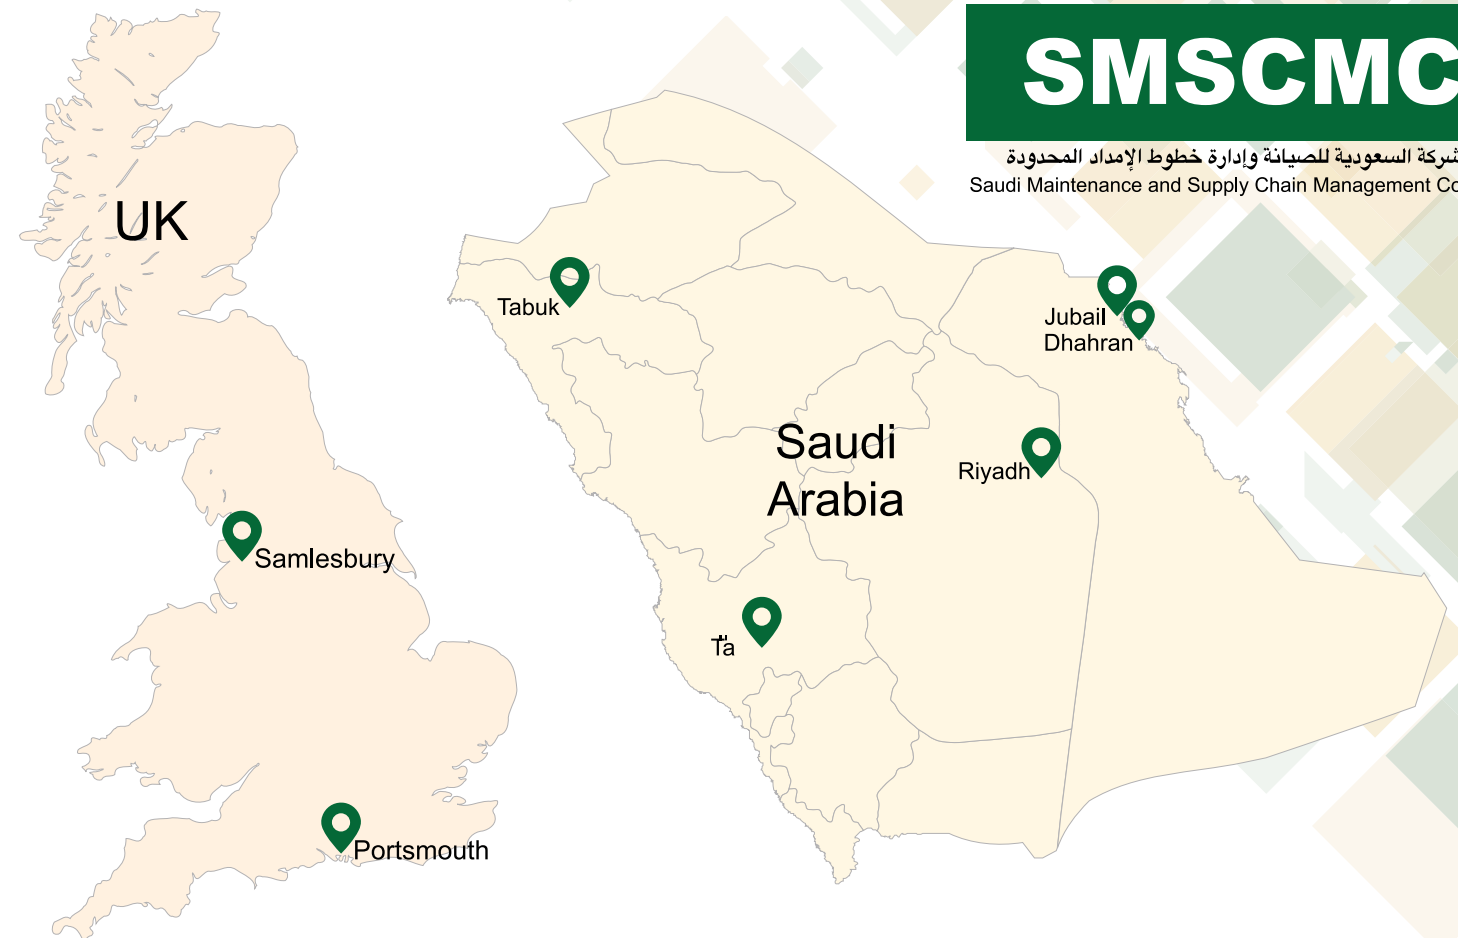 SMSCMC
شركة السعودية للصيانة وإدارة خطوط الإمداد المحدودة
Saudi Maintenance and Supply Chain Management Co
UK
Tabuk
Jubail
Dhahran
Saudi
Arabia
Riyadh
Samlesbury
Portsmouth